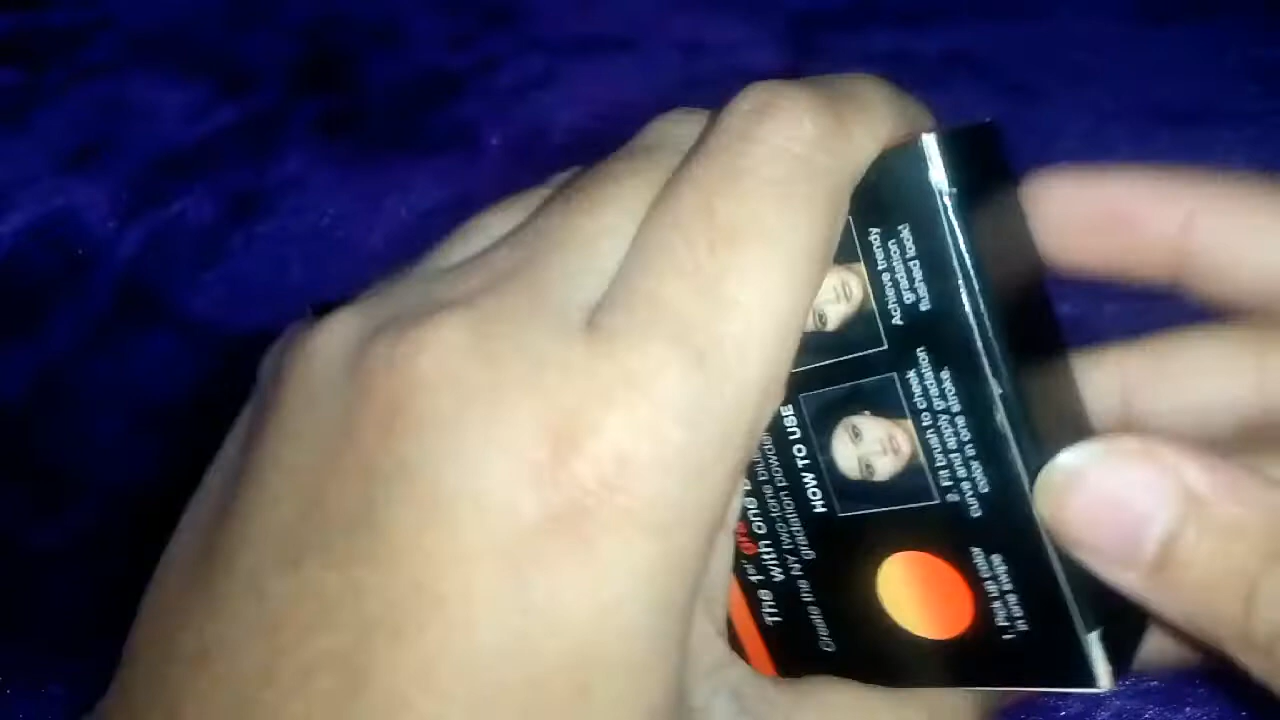 The 1st gra
with one b
Create the NY two-tone blu
gradation powder
HOW TO USE
1. Pick up color
in one swipe
2. Fit brush to cheek
curve and apply gradation
color in one stroke.
Achieve trendy
gradation
flushed look!